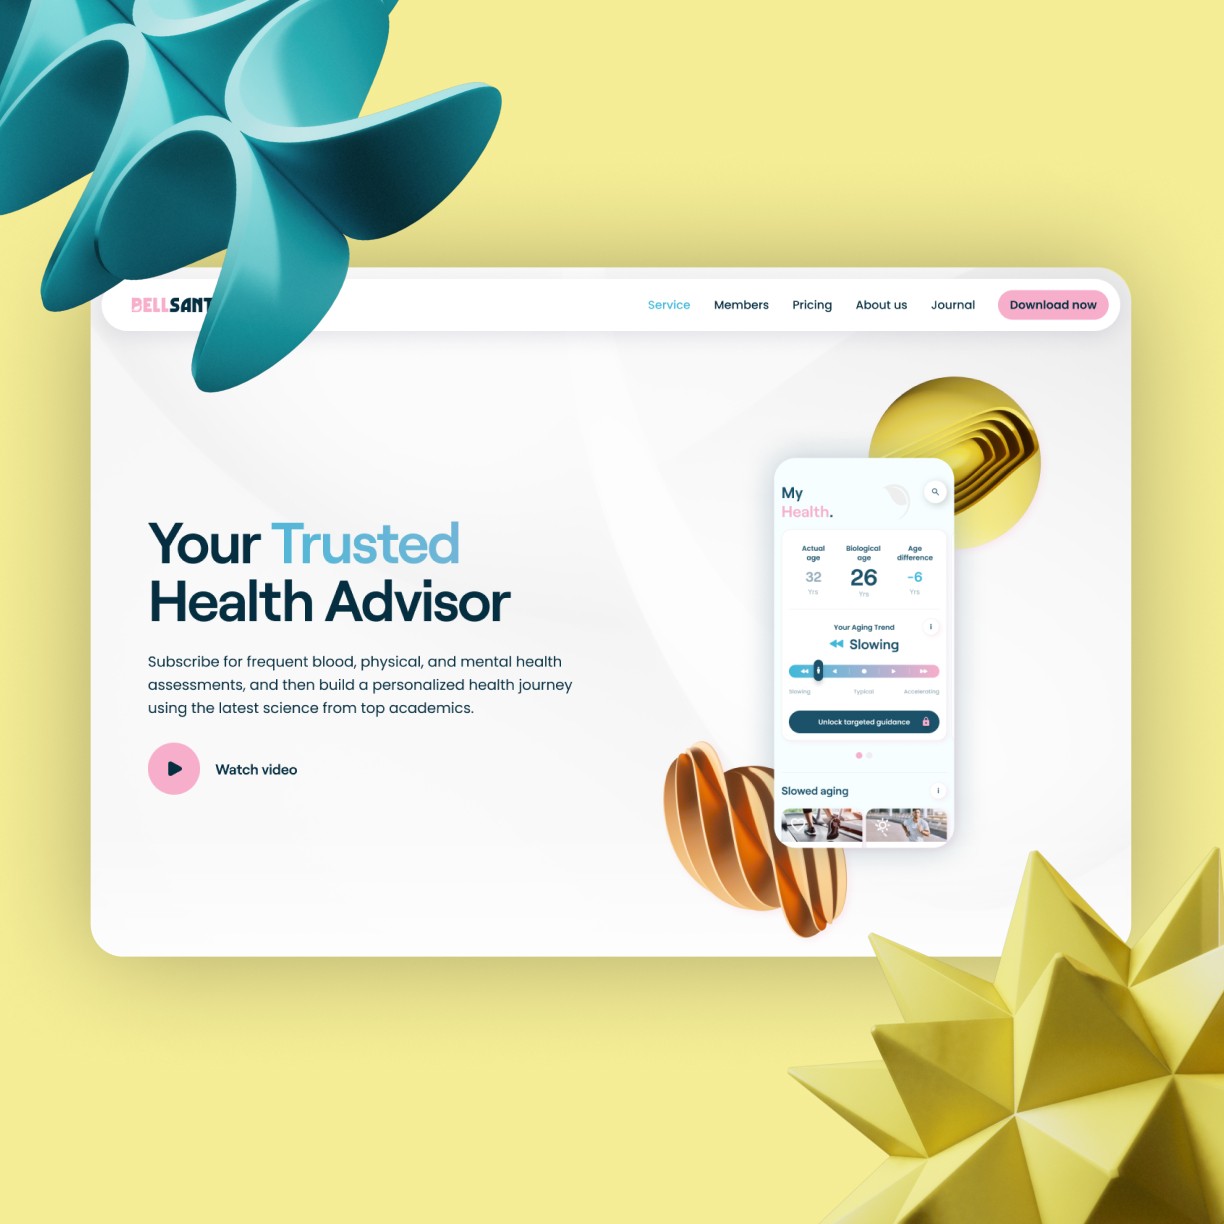 BELLSANT
Service Members Pricing About us Journal Download now
Your Trusted
Health Advisor
Subscribe for frequent blood, physical, and mental health
assessments, and then build a personalized health journey
using the latest science from top academics.
Watch video
My
Health.
Actual age
Biological age
Age difference
32
26
-6
Yrs
Yrs
Yrs
Your Aging Trend
Slowing
Slowing Typical Accelerating
Unlock targeted guidance
Slowed aging